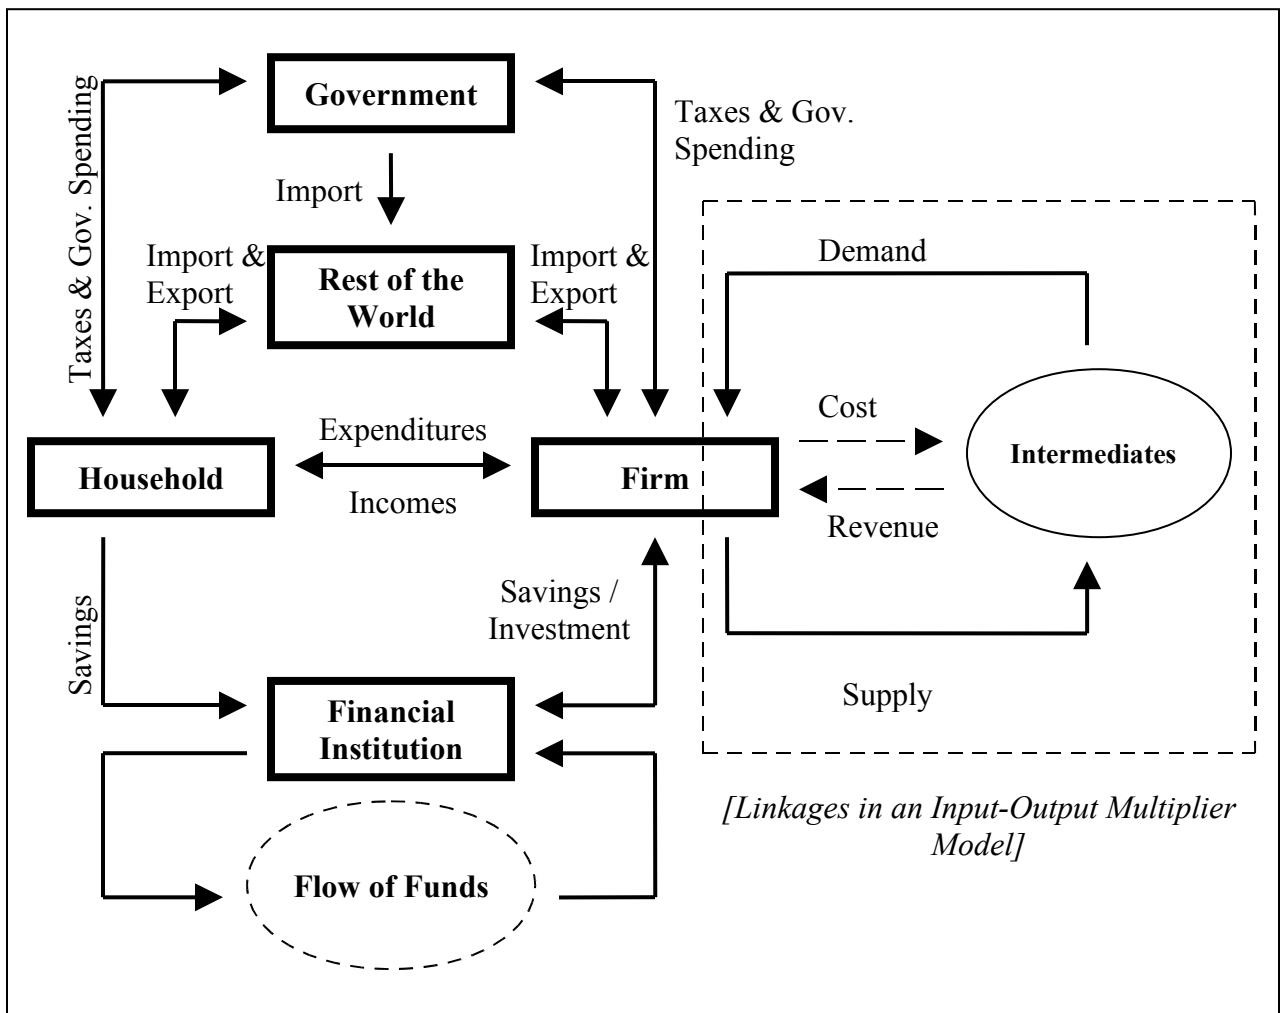 Government
Taxes & Gov.
Spending
Taxes & Gov. Spending
Import
Import &
Export
Rest of the
World
Import &
Export
Demand
Cost
Expenditures
Household
Firm
Intermediates
Incomes
Revenue
Savings
Savings /
Investment
Supply
Financial
Institution
[Linkages in an Input-Output Multiplier
Model]
Flow of Funds